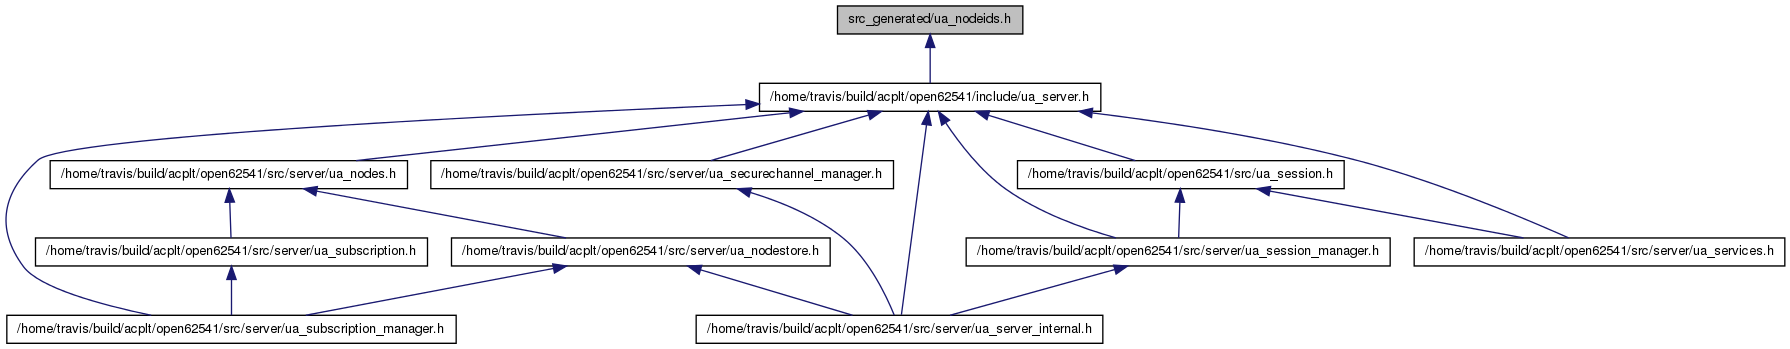 src_generated/ua_nodeids.h
/home/travis/build/acplt/open62541/include/ua_server.h
/home/travis/build/acplt/open62541/src/server/ua_nodes.h
/home/travis/build/acplt/open62541/src/server/ua_securechannel_manager.h
/home/travis/build/acplt/open62541/src/ua_session.h
/home/travis/build/acplt/open62541/src/server/ua_subscription.h
/home/travis/build/acplt/open62541/src/server/ua_nodestore.h
/home/travis/build/acplt/open62541/src/server/ua_session_manager.h
/home/travis/build/acplt/open62541/src/server/ua_services.h
/home/travis/build/acplt/open62541/src/server/ua_subscription_manager.h
/home/travis/build/acplt/open62541/src/server/ua_server_internal.h